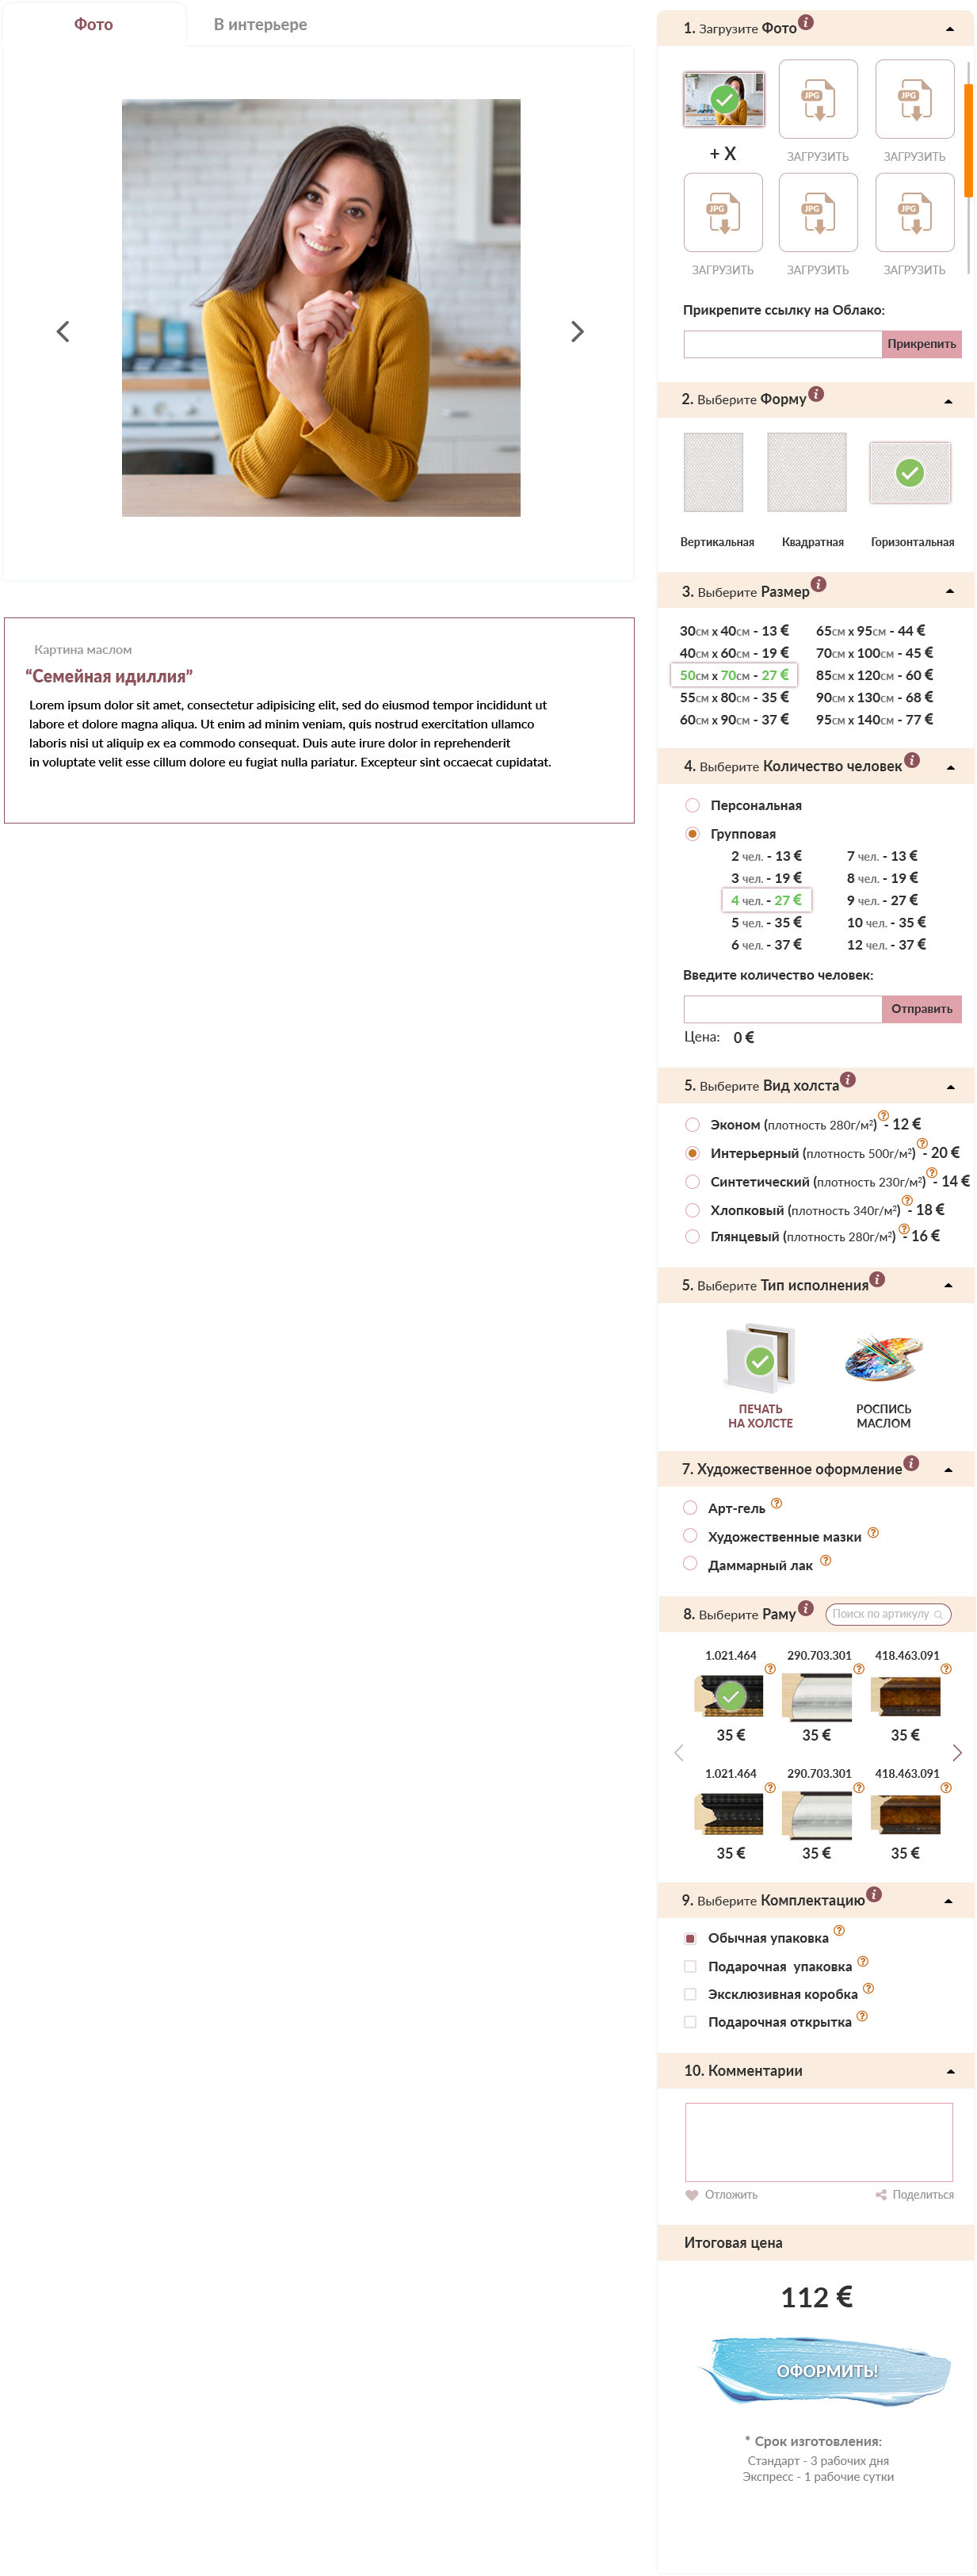 Фото
В интерьере
Картина маслом
“Семейная идиллия”
Lorem ipsum dolor sit amet, consectetur adipisicing elit, sed do eiusmod tempor incididunt ut
labore et dolore magna aliqua. Ut enim ad minim veniam, quis nostrud exercitation ullamco
laboris nisi ut aliquip ex ea commodo consequat. Duis aute irure dolor in reprehenderit
in voluptate velit esse cillum dolore eu fugiat nulla pariatur. Excepteur sint occaecat cupidatat.
1. Загрузите Фото i
JPG JPG
+ X ЗАГРУЗИТЬ ЗАГРУЗИТЬ
JPG JPG JPG
ЗАГРУЗИТЬ ЗАГРУЗИТЬ ЗАГРУЗИТЬ
Прикрепите ссылку на Облако:
Прикрепить
2. Выберите Форму i
Вертикальная Квадратная Горизонтальная
3. Выберите Размер i
30см x 40см - 13 € 65см x 95см - 44 €
40см x 60см - 19 € 70см x 100см - 45 €
50см x 70см - 27 € 85см x 120см - 60 €
55см x 80см - 35 € 90см x 130см - 68 €
60см x 90см - 37 € 95см x 140см - 77 €
4. Выберите Количество человек i
Персональная
Групповая
2 чел. - 13 € 7 чел. - 13 €
3 чел. - 19 € 8 чел. - 19 €
4 чел. - 27 € 9 чел. - 27 €
5 чел. - 35 € 10 чел. - 35 €
6 чел. - 37 € 12 чел. - 37 €
Введите количество человек:
Отправить
Цена: 0 €
5. Выберите Вид холста i
Эконом (плотность 280г/м²) ? - 12 €
Интерьерный (плотность 500г/м²) ? - 20 €
Синтетический (плотность 230г/м²) ? - 14 €
Хлопковый (плотность 340г/м²) ? - 18 €
Глянцевый (плотность 280г/м²) ? - 16 €
5. Выберите Тип исполнения i
ПЕЧАТЬ РОСПИСЬ
НА ХОЛСТЕ МАСЛОМ
7. Художественное оформление i
Арт-гель ?
Художественные мазки ?
Даммарный лак ?
8. Выберите Раму i Поиск по артикулу
1.021.464 290.703.301 418.463.091
? ? ?
35 € 35 € 35 €
1.021.464 290.703.301 418.463.091
? ? ?
35 € 35 € 35 €
9. Выберите Комплектацию i
Обычная упаковка ?
Подарочная упаковка ?
Эксклюзивная коробка ?
Подарочная открытка ?
10. Комментарии
Отложить Поделиться
Итоговая цена
112 €
ОФОРМИТЬ!
* Срок изготовления:
Стандарт - 3 рабочих дня
Экспресс - 1 рабочие сутки